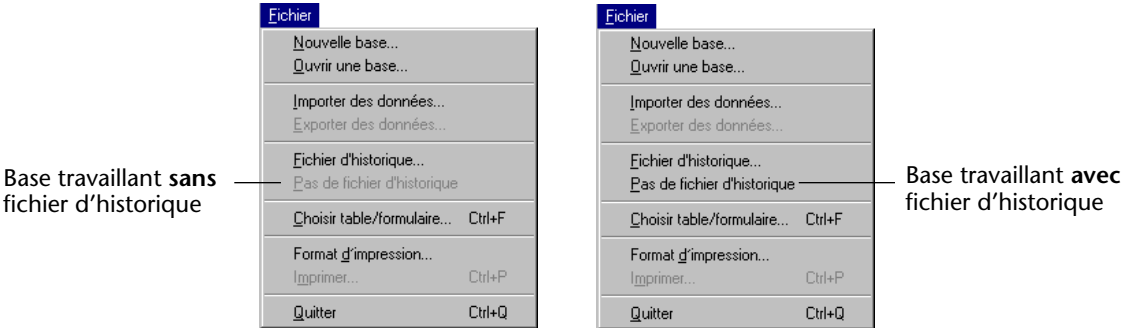 Fichier
Nouvelle base...
Ouvrir une base...
Importer des données...
Exporter des données...
Fichier d'historique...
Pas de fichier d'historique
Choisir table/formulaire... Ctrl+F
Format d'impression...
Imprimer... Ctrl+P
Quitter Ctrl+Q
Base travaillant sans
fichier d’historique
Fichier
Nouvelle base...
Ouvrir une base...
Importer des données...
Exporter des données...
Fichier d'historique...
Pas de fichier d'historique
Choisir table/formulaire... Ctrl+F
Format d'impression...
Imprimer... Ctrl+P
Quitter Ctrl+Q
Base travaillant avec
fichier d’historique